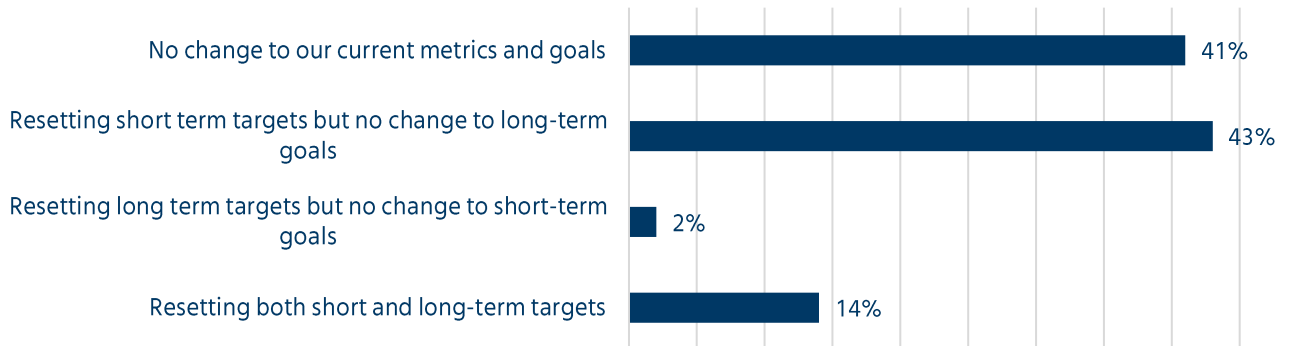 No change to our current metrics and goals
41%
Resetting short term targets but no change to long-term
goals
43%
Resetting long term targets but no change to short-term
goals
2%
Resetting both short and long-term targets
14%